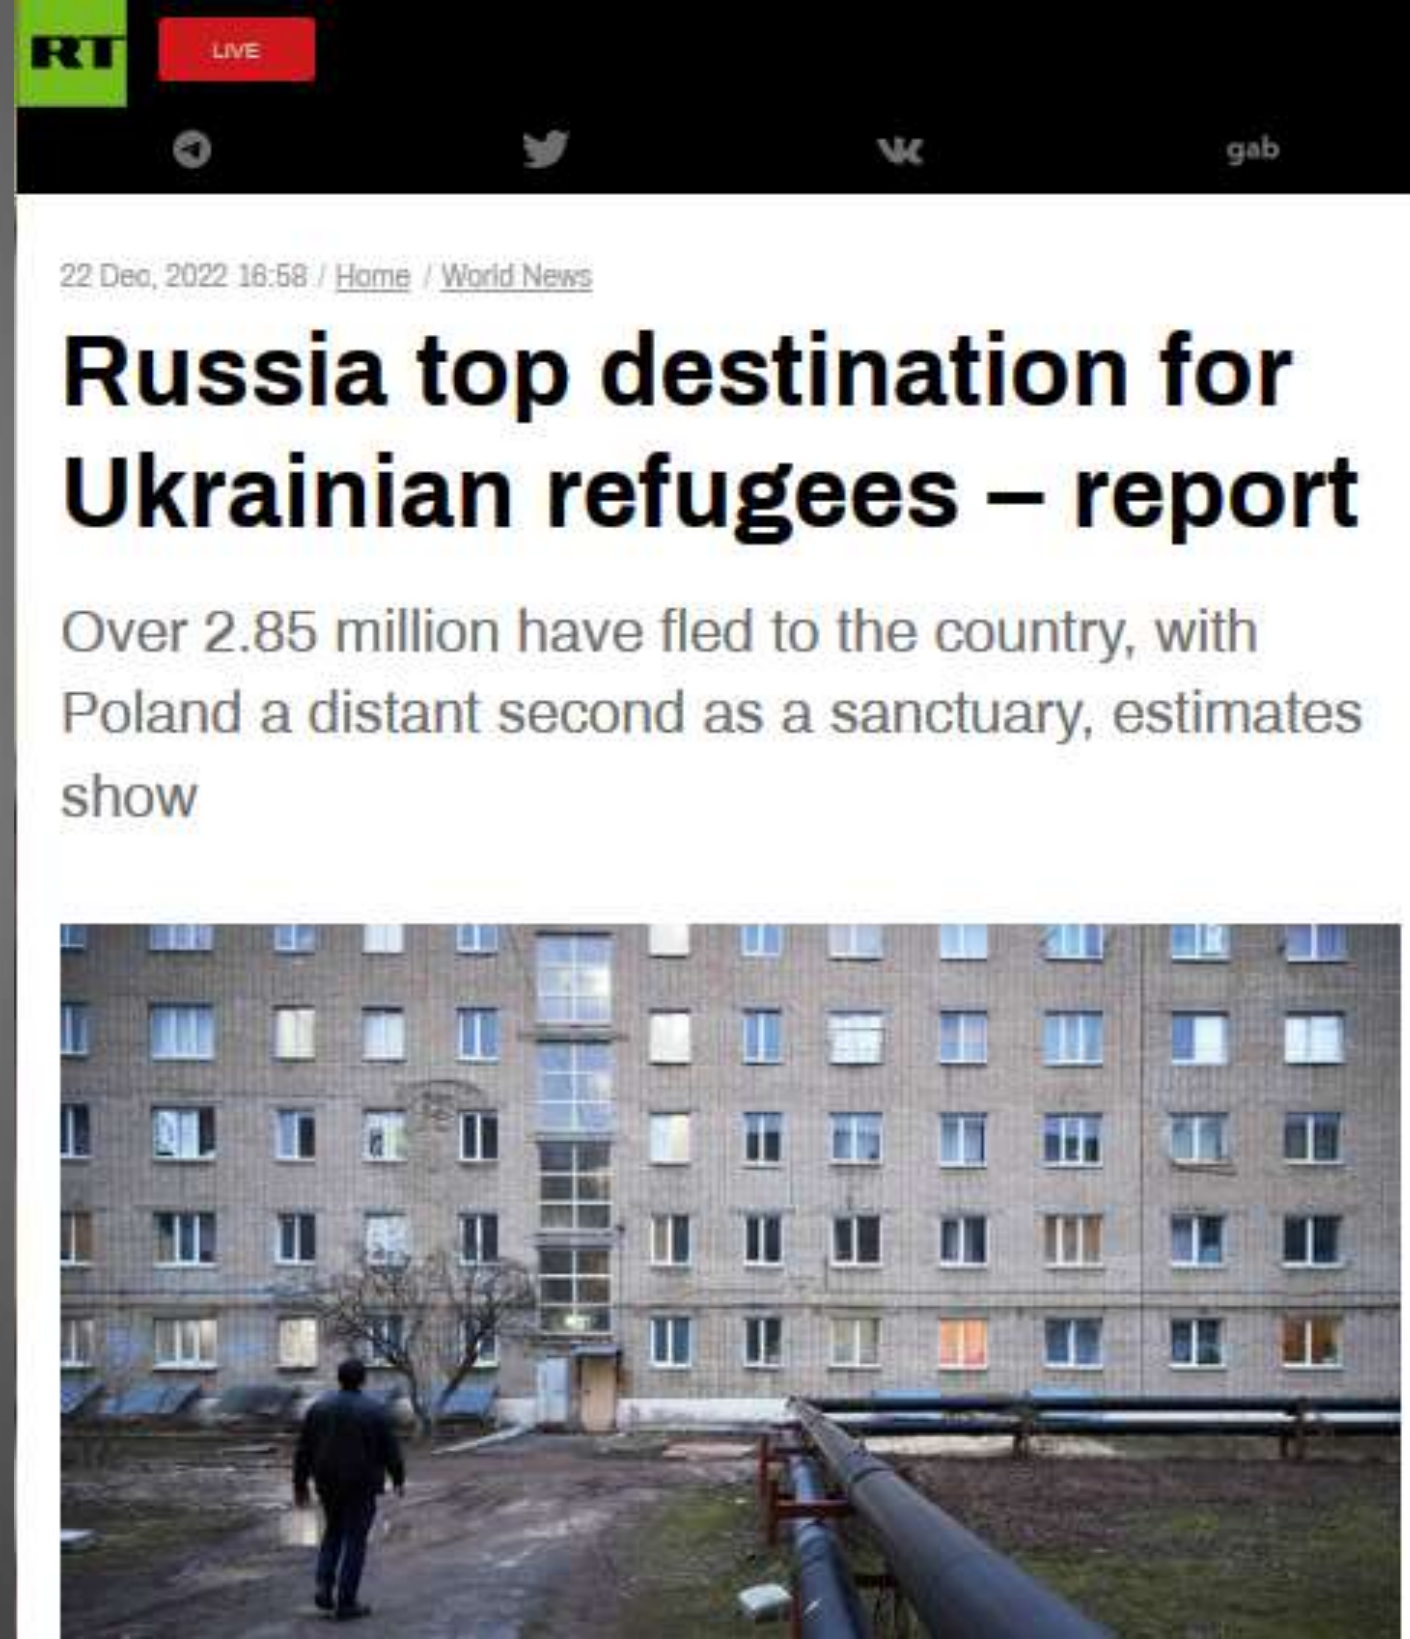 RT
LIVE
gab
22 Dec, 2022 16:58 / Home / World News
Russia top destination for
Ukrainian refugees – report
Over 2.85 million have fled to the country, with
Poland a distant second as a sanctuary, estimates
show